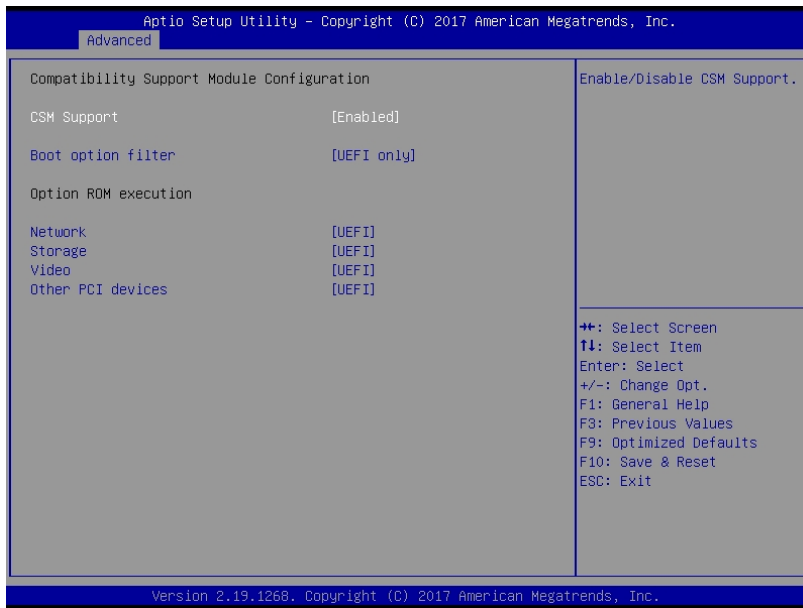 Aptio Setup Utility – Copyright (C) 2017 American Megatrends, Inc.
Advanced
Compatibility Support Module Configuration
CSM Support [Enabled]
Boot option filter [UEFI only]
Option ROM execution
Network [UEFI]
Storage [UEFI]
Video [UEFI]
Other PCI devices [UEFI]
Enable/Disable CSM Support.
→←: Select Screen
↑↓: Select Item
Enter: Select
+/-: Change Opt.
F1: General Help
F3: Previous Values
F9: Optimized Defaults
F10: Save & Reset
ESC: Exit
Version 2.19.1268. Copyright (C) 2017 American Megatrends, Inc.